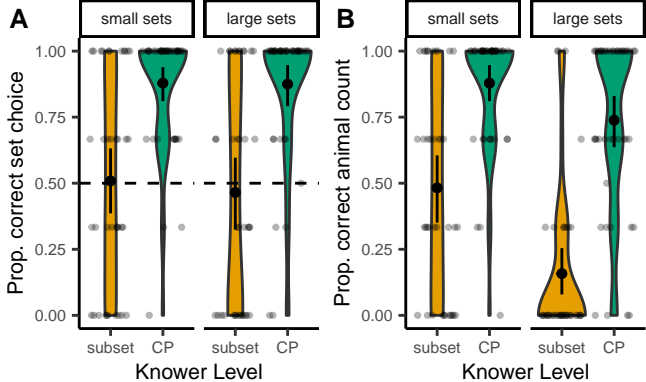 A
small sets
large sets
Prop. correct set choice
1.00
0.75
0.50
0.25
0.00
subset
CP
subset
CP
Knower Level
B
small sets
large sets
Prop. correct animal count
1.00
0.75
0.50
0.25
0.00
subset
CP
subset
CP
Knower Level